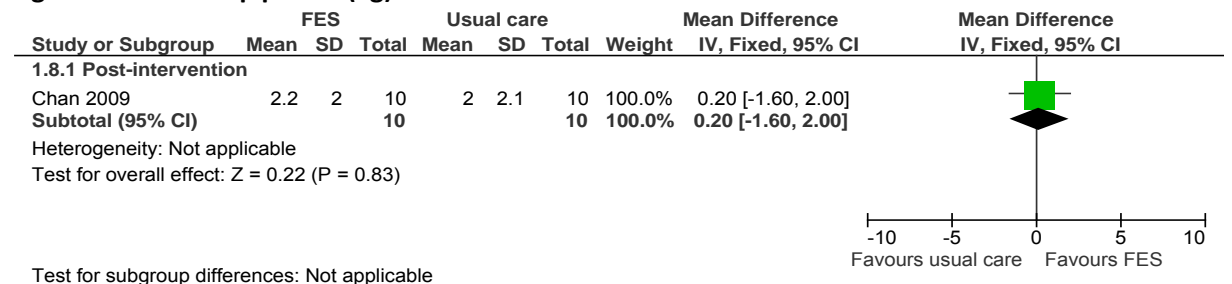 FES Usual care Mean Difference Mean Difference
Study or Subgroup Mean SD Total Mean SD Total Weight IV, Fixed, 95% CI IV, Fixed, 95% CI
1.8.1 Post-intervention
Chan 2009 2.2 2 10 2 2.1 10 100.0% 0.20 [-1.60, 2.00]
Subtotal (95% CI) 10 10 100.0% 0.20 [-1.60, 2.00]
Heterogeneity: Not applicable
Test for overall effect: Z = 0.22 (P = 0.83)
-10 -5 0 5 10
Favours usual care Favours FES
Test for subgroup differences: Not applicable